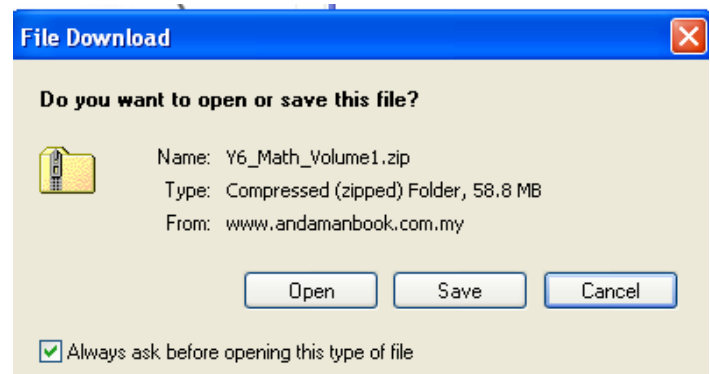 File Download
Do you want to open or save this file?
Name: Y6_Math_Volume1.zip
Type: Compressed (zipped) Folder, 58.8 MB
From: www.andamanbook.com.my
Open Save Cancel
Always ask before opening this type of file